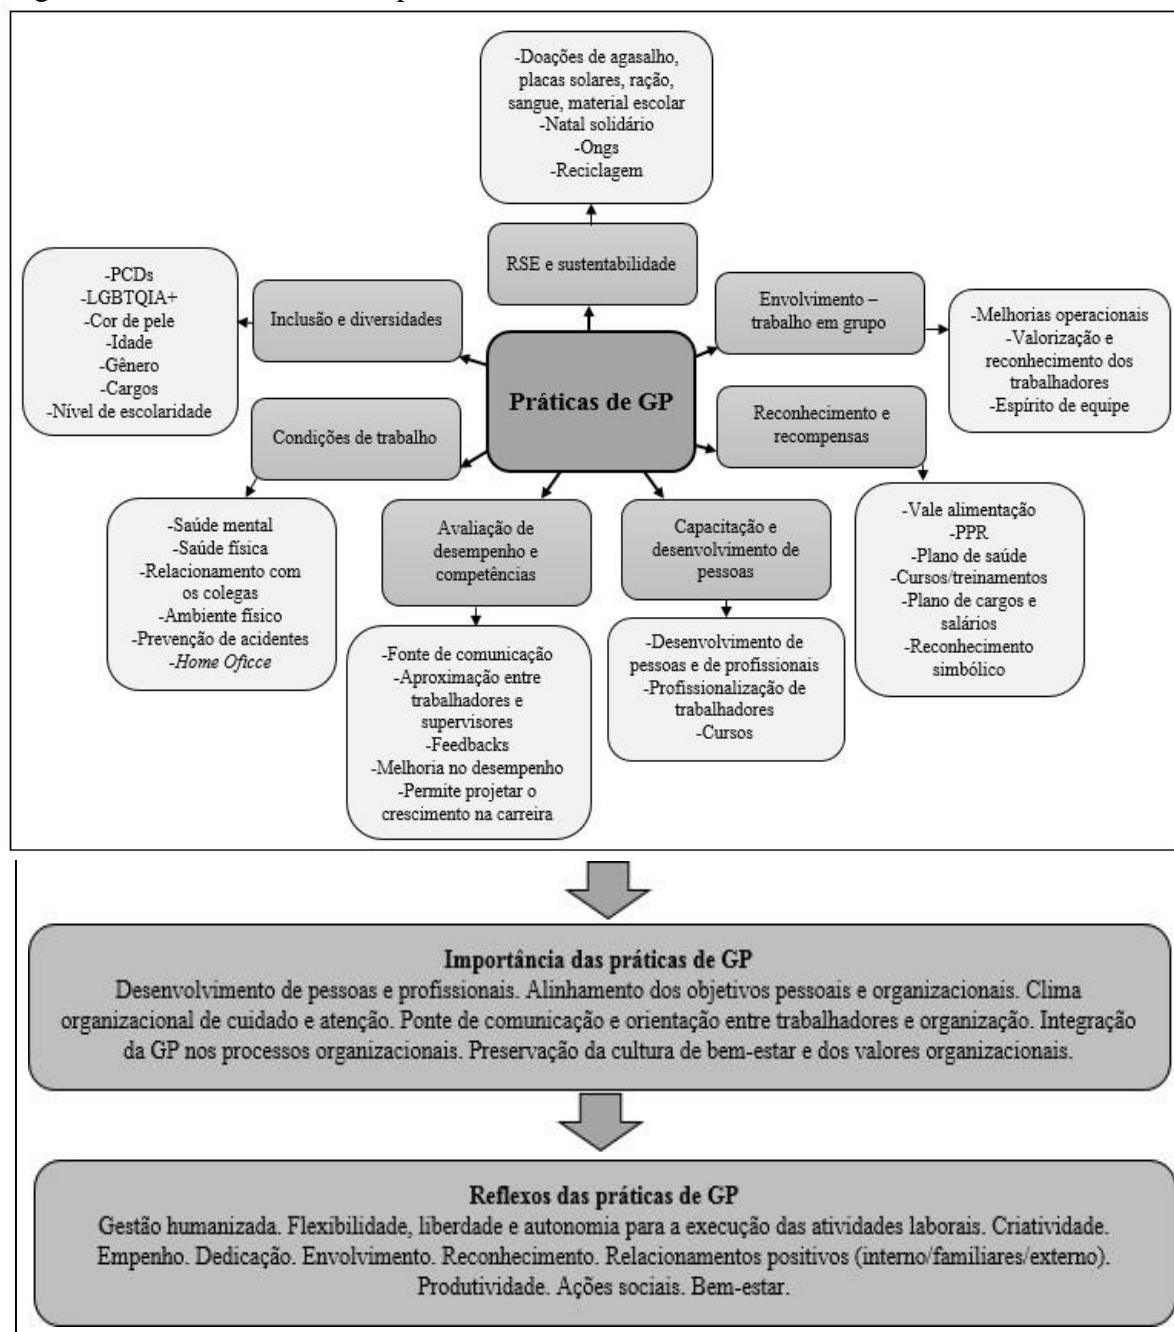 -Doações de agasalho,
placas solares, ração,
sangue, material escolar
-Natal solidário
-Ongs
-Reciclagem
RSE e sustentabilidade
-PCDs
-LGBTQIA+
-Cor de pele
-Idade
-Gênero
-Cargos
-Nível de escolaridade
Inclusão e diversidades
Envolvimento –
trabalho em grupo
-Melhorias operacionais
-Valorização e
reconhecimento dos
trabalhadores
-Espírito de equipe
Práticas de GP
Condições de trabalho
Reconhecimento e
recompensas
-Saúde mental
-Saúde física
-Relacionamento com
os colegas
-Ambiente físico
-Prevenção de acidentes
-Home Oficce
Avaliação de
desempenho e
competências
Capacitação e
desenvolvimento de
pessoas
-Vale alimentação
-PPR
-Plano de saúde
-Cursos/treinamentos
-Plano de cargos e
salários
-Reconhecimento
simbólico
-Fonte de comunicação
-Aproximação entre
trabalhadores e
supervisores
-Feedbacks
-Melhoria no desempenho
-Permite projetar o
crescimento na carreira
-Desenvolvimento de
pessoas e de profissionais
-Profissionalização de
trabalhadores
-Cursos
Importância das práticas de GP
Desenvolvimento de pessoas e profissionais. Alinhamento dos objetivos pessoais e organizacionais. Clima
organizacional de cuidado e atenção. Ponte de comunicação e orientação entre trabalhadores e organização. Integração
da GP nos processos organizacionais. Preservação da cultura de bem-estar e dos valores organizacionais.
Reflexos das práticas de GP
Gestão humanizada. Flexibilidade, liberdade e autonomia para a execução das atividades laborais. Criatividade.
Empenho. Dedicação. Envolvimento. Reconhecimento. Relacionamentos positivos (interno/familiares/externo).
Produtividade. Ações sociais. Bem-estar.